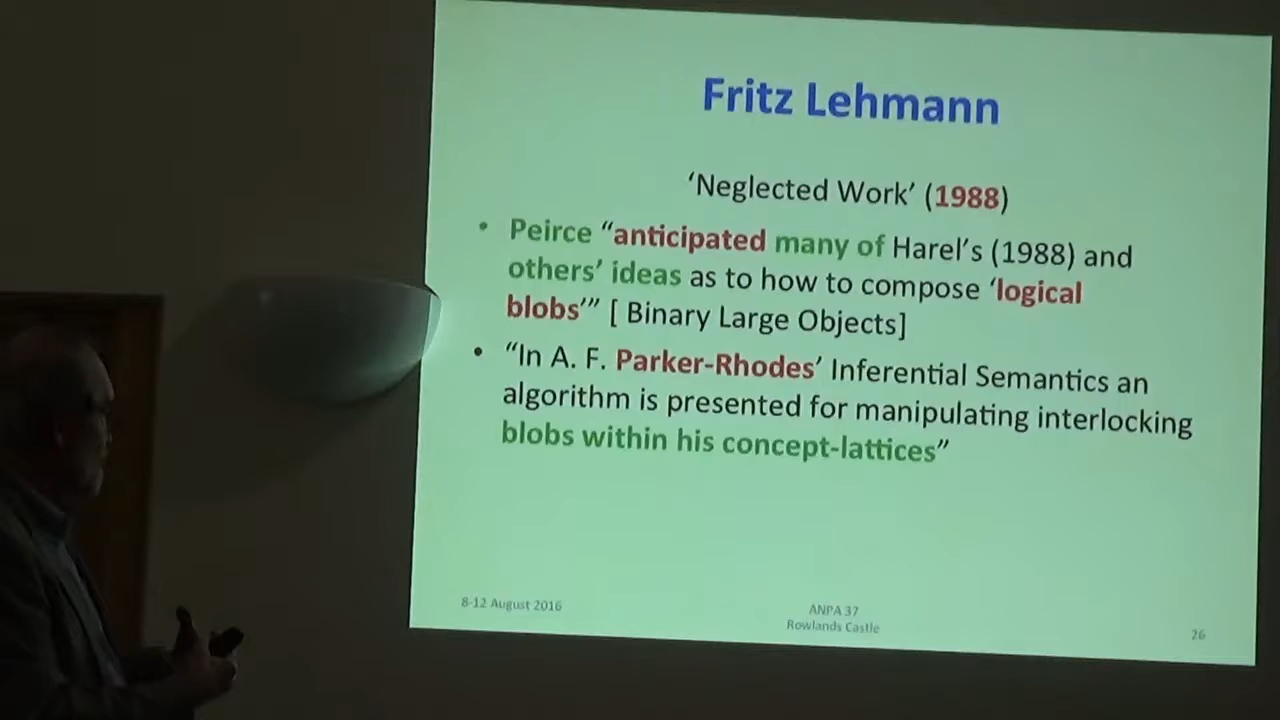 Fritz Lehmann
‘Neglected Work’ (1988)
• Peirce “anticipated many of Harel’s (1988) and
others’ ideas as to how to compose ‘logical
blobs’” [ Binary Large Objects]
• “In A. F. Parker-Rhodes’ Inferential Semantics an
algorithm is presented for manipulating interlocking
blobs within his concept-lattices”
8-12 August 2016
ANPA 37
Rowlands Castle
26